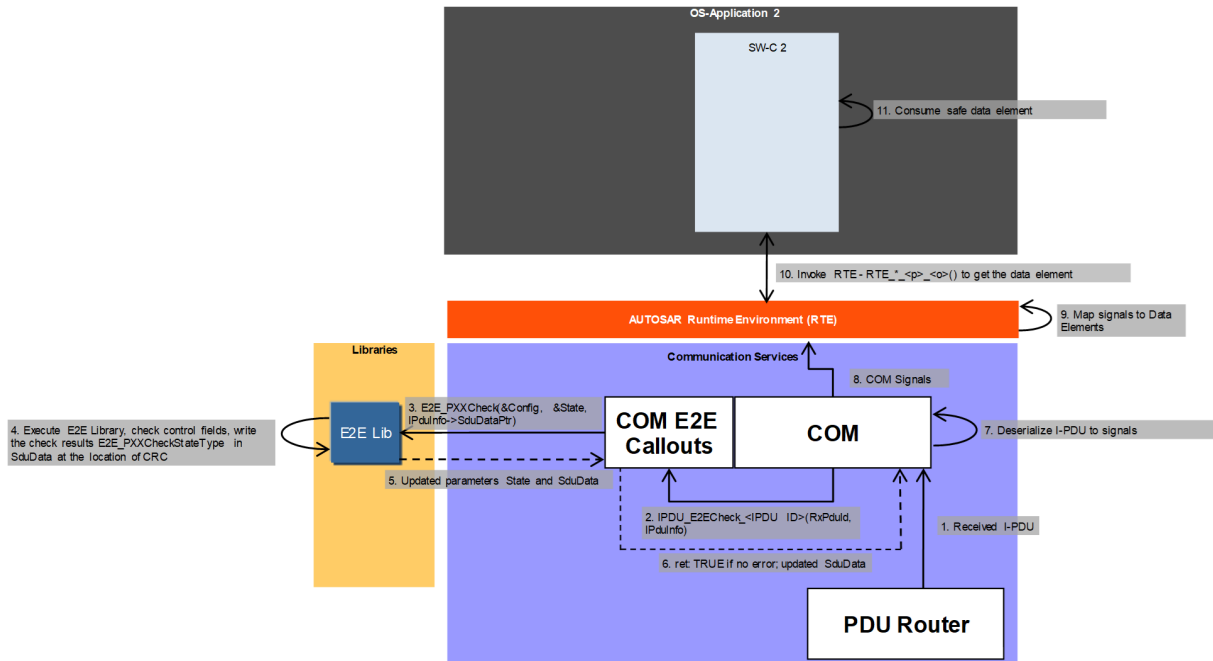 OS-Application 2
SW-C 2
11. Consume safe data element
10. Invoke RTE - RTE_*_<p>_<o>() to get the data element
AUTOSAR Runtime Environment (RTE)
9. Map signals to Data
Elements
Libraries
Communication Services
8. COM Signals
3. E2E_PXXCheck(&Config, &State,
IPduInfo->SduDataPtr)
4. Execute E2E Library, check control fields, write
the check results E2E_PXXCheckStateType in
SduData at the location of CRC
E2E Lib
COM E2E
Callouts
COM
7. Deserialize I-PDU to signals
5. Updated parameters State and SduData
2. IPDU_E2ECheck_<IPDU ID>(RxPduId,
IPduInfo)
1. Received I-PDU
6. ret: TRUE if no error; updated SduData
PDU Router